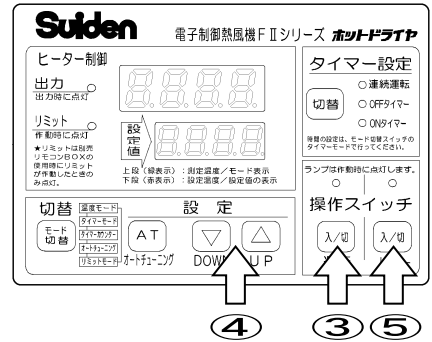 Suiden
電子制御熱風機FⅡシリーズ ホットドライヤ
ヒーター制御
出力
出力時に点灯
リミット
作動時に点灯
★リミットは別売
リモコンBOXの
使用時にリミット
が作動したときの
み点灯。
設定値
上段（緑表示）：測定温度/モード表示
下段（赤表示）：設定温度/設定値の表示
タイマー設定
切替
連続運転
OFFタイマー
ONタイマー
時間の設定は、モード切替スイッチの
タイマーモードで行ってください。
ランプは作動時に点灯します。
操作スイッチ
入/切
入/切
切替
モード
切替
温度モード
タイマーモード
タイマーカウンター
オートチューニング
リミットモード
設定
AT
オートチューニング
DOWN
UP
④
③
⑤